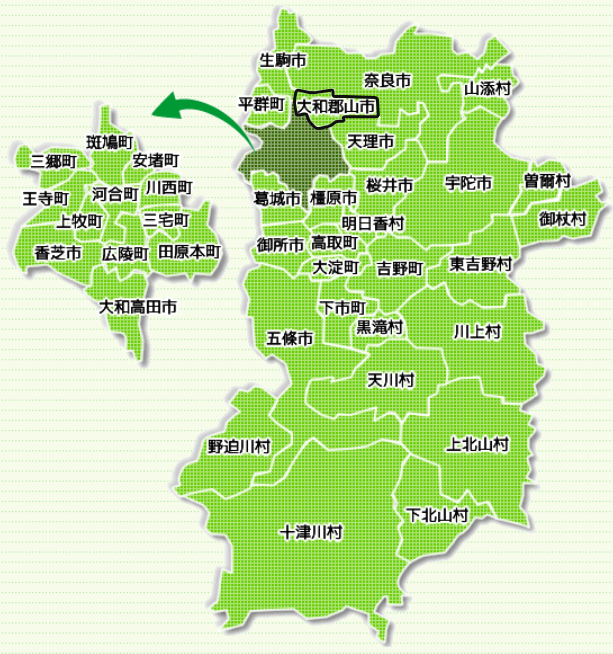 生駒市
奈良市
山添村
平群町
大和郡山市
天理市
斑鳩町
三郷町
安堵町
王寺町
河合町
川西町
上牧町
三宅町
香芝市
広陵町
田原本町
大和高田市
葛城市
橿原市
桜井市
宇陀市
曽爾村
御杖村
明日香村
御所市
高取町
大淀町
吉野町
東吉野村
下市町
黒滝村
五條市
川上村
天川村
野迫川村
上北山村
下北山村
十津川村